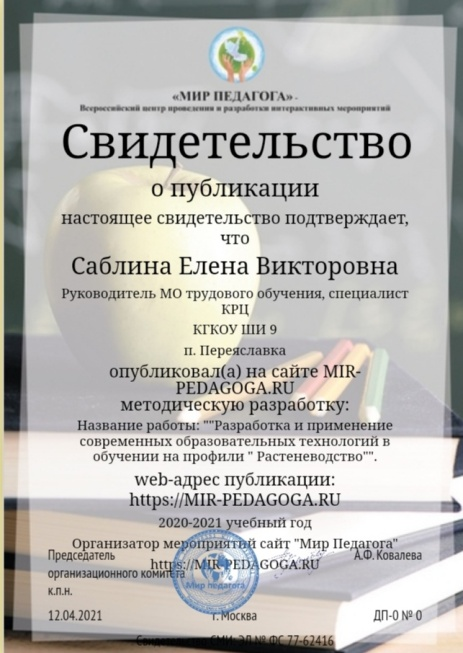 «МИР ПЕДАГОГА» -
Всероссийский центр проведения и разработки интерактивных мероприятий
Свидетельство
о публикации
настоящее свидетельство подтверждает,
что
Саблина Елена Викторовна
Руководитель МО трудового обучения, специалист
КРЦ
КГКОУ ШИ 9
п. Переяславка
опубликовал(а) на сайте MIR-
PEDAGOGA.RU
методическую разработку:
Название работы: ""Разработка и применение
современных образовательных технологий в
обучении на профили " Растеневодство"".
web-адрес публикации:
https://MIR-PEDAGOGA.RU
2020-2021 учебный год
Организатор мероприятий сайт "Мир Педагога"
Председатель А.Ф. Ковалева
https://MIR-PEDAGOGA.RU
организационного комитета
к.п.н.
Мир педагога
12.04.2021 г. Москва ДП-0 № 0
Свидетельство СМИ: ЭЛ № ФС 77-62416